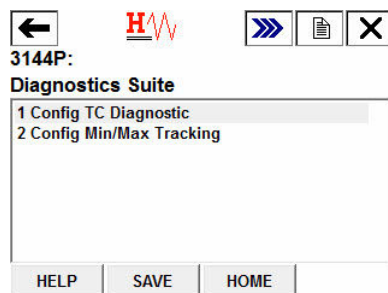 H
3144P:
Diagnostics Suite
1 Config TC Diagnostic
2 Config Min/Max Tracking
HELP SAVE HOME